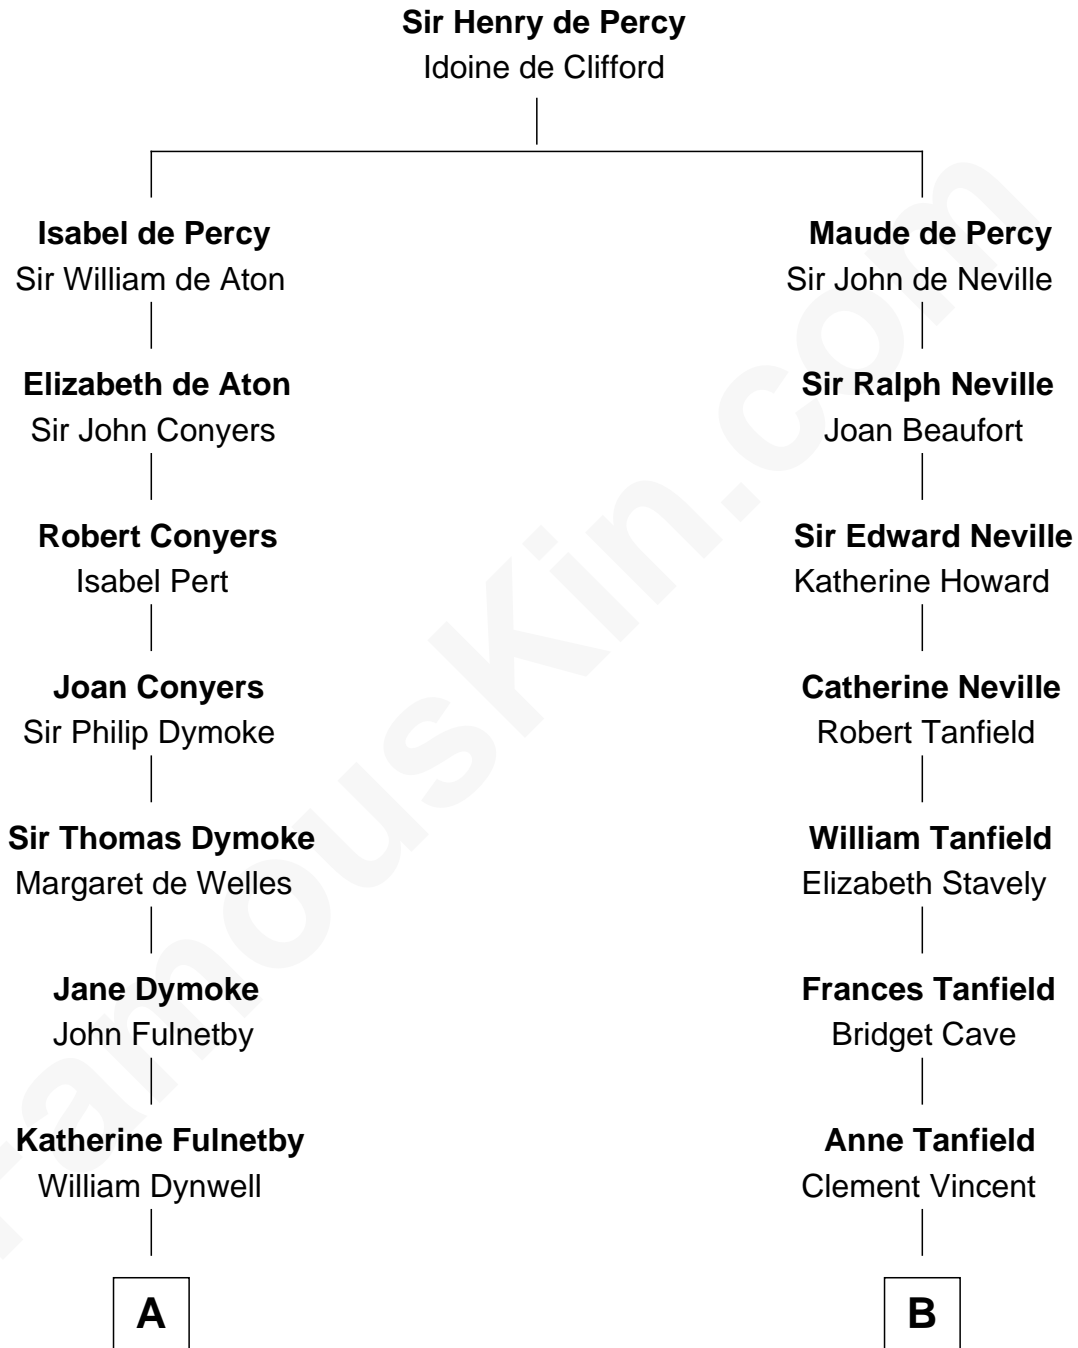 Sir Henry de Percy
Idoine de Clifford
Isabel de Percy
Sir William de Aton
Maude de Percy
Sir John de Neville
Elizabeth de Aton
Sir John Conyers
Sir Ralph Neville
Joan Beaufort
Robert Conyers
Isabel Pert
Sir Edward Neville
Katherine Howard
Joan Conyers
Sir Philip Dymoke
Catherine Neville
Robert Tanfield
Sir Thomas Dymoke
Margaret de Welles
William Tanfield
Elizabeth Stavely
Jane Dymoke
John Fulnetby
Frances Tanfield
Bridget Cave
Katherine Fulnetby
William Dynwell
Anne Tanfield
Clement Vincent
A
B
FamousKin.com